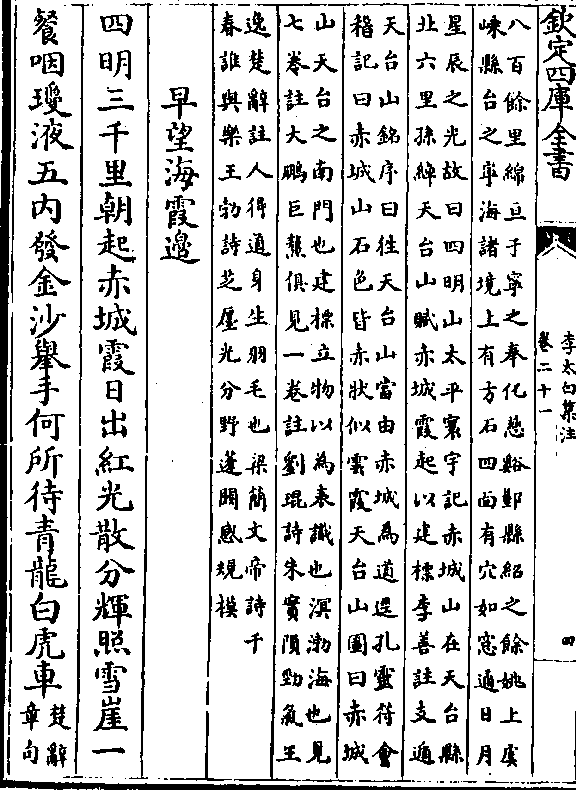 欽定四庫全書
李太白集注
卷二十一
四
八百餘里綿亘于寧之奉化慈谿鄞縣紹之餘姚上虞
嵊縣台之寧海諸境上有方石四面有穴如窓通日月
星辰之光故曰四明山太平寰宇記赤城山在天台縣
北六里孫綽天台山賦赤城霞起以建標李善註支遁
天台山銘序曰往天台山當由赤城為道逕孔靈符會
稽記曰赤城山石色皆赤狀似雲霞天台山圖曰赤城
山天台之南門也建標立物以為表識也溟渤海也見
七卷註大鵬巨鰲俱見一卷註劉琨詩朱實隕勁氣王
逸楚辭註人得道身生羽毛也梁簡文帝詩千
春誰與樂王勃詩芝廛光分野蓬闕感規模
早望海霞邊
四明三千里朝起赤城霞日出紅光散分輝照雪崖一
餐咽瓊液五內發金沙舉手何所待青龍白虎車
楚辭
章句